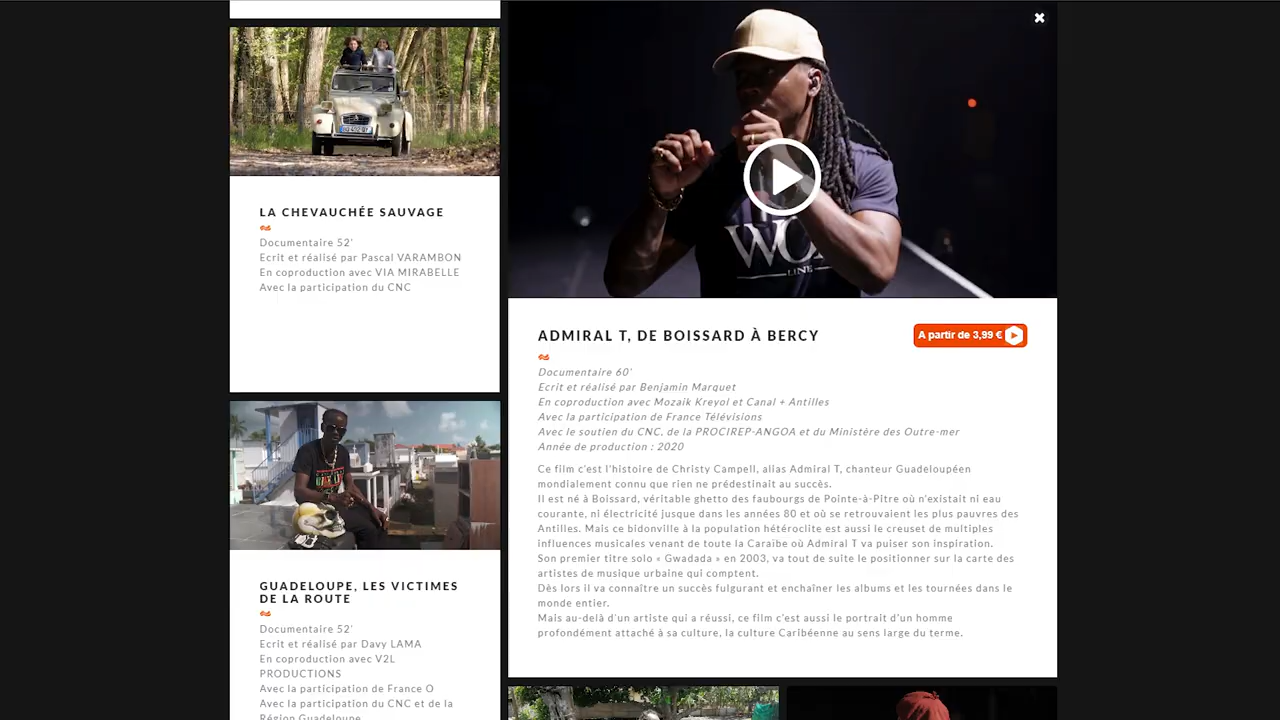 LA CHEVAUCHÉE SAUVAGE
Documentaire 52'
Ecrit et réalisé par Pascal VARAMBON
En coproduction avec VIA MIRABELLE
Avec la participation du CNC
GUADELOUPE, LES VICTIMES
DE LA ROUTE
Documentaire 52'
Ecrit et réalisé par Davy LAMA
En coproduction avec V2L
PRODUCTIONS
Avec la participation de France O
Avec la participation du CNC et de la
Région Guadeloupe
LINE
ADMIRAL T, DE BOISSARD À BERCY
A partir de 3,99 €
Documentaire 60'
Ecrit et réalisé par Benjamin Marquet
En coproduction avec Mozaik Kreyol et Canal + Antilles
Avec la participation de France Télévisions
Avec le soutien du CNC, de la PROCIREP-ANGOA et du Ministère des Outre-mer
Année de production : 2020
Ce film c'est l'histoire de Christy Campell, alias Admiral T, chanteur Guadeloupéen
mondialement connu que rien ne prédestinait au succès.
Il est né à Boissard, véritable ghetto des faubourgs de Pointe-à-Pitre où n'existait ni eau
courante, ni électricité jusque dans les années 80 et où se retrouvaient les plus pauvres des
Antilles. Mais ce bidonville à la population hétéroclite est aussi le creuset de multiples
influences musicales venant de toute la Caraïbe où Admiral T va puiser son inspiration.
Son premier titre solo « Gwadada » en 2003, va tout de suite le positionner sur la carte des
artistes de musique urbaine qui comptent.
Dès lors il va connaître un succès fulgurant et enchaîner les albums et les tournées dans le
monde entier.
Mais au-delà d'un artiste qui a réussi, ce film c'est aussi le portrait d'un homme
profondément attaché à sa culture, la culture Caribéenne au sens large du terme.